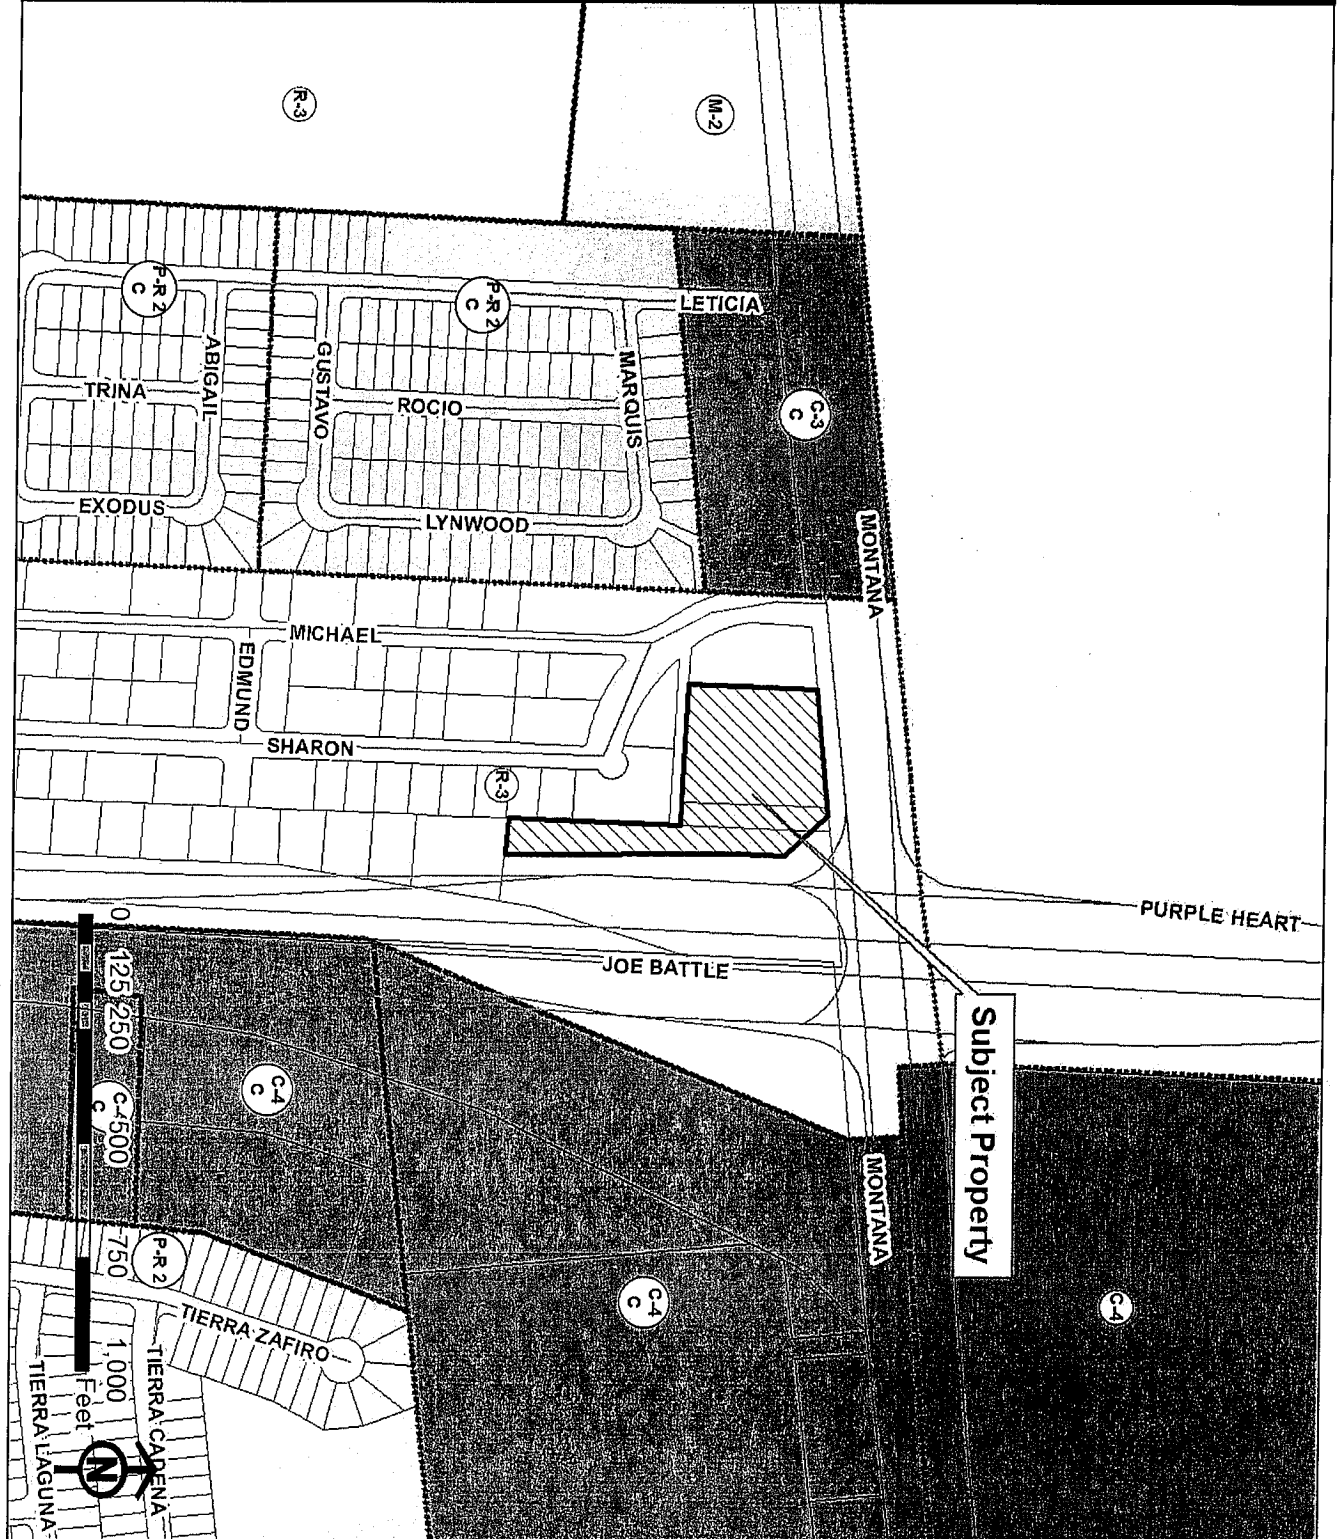 R-3
M-2
P-R 2
C
P-R 2
C
LETICIA
ABIGAIL
GUSTAVO
MARQUIS
TRINA
ROCIO
C-3
C
EXODUS
LYNWOOD
MONTANA
MICHAEL
EDMUND
SHARON
R-3
PURPLE HEART
JOE BATTLE
Subject Property
C-4
C
C-4
C
MONTANA
C-4
C
C-4
P-R 2
TIERRA ZAFIRO
TIERRA CADENA
TIERRA LAGUNA
0 125 250 500 750 1,000
Feet
N